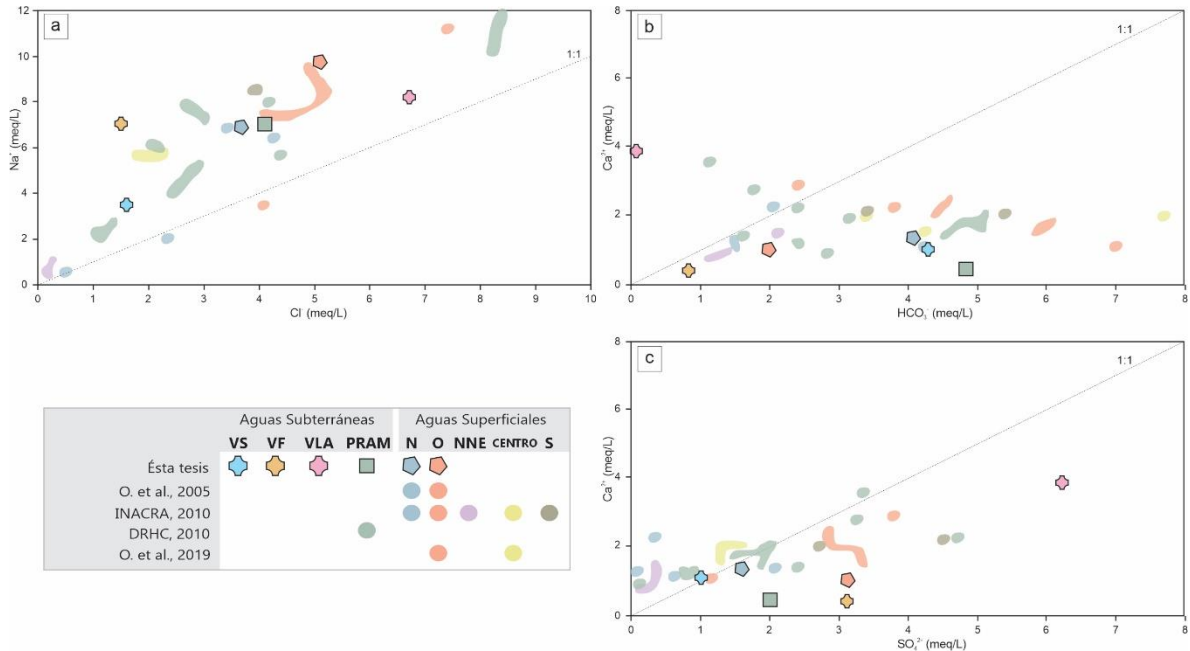 a
12
10
8
6
4
2
0
Na⁺ (meq/L)
1:1
0 1 2 3 4 5 6 7 8 9 10
Cl⁻ (meq/L)
b
8
6
4
2
0
Ca²⁺ (meq/L)
1:1
0 1 2 3 4 5 6 7 8
HCO₃⁻ (meq/L)
Aguas Subterráneas Aguas Superficiales
VS VF VLA PRAM N O NNE CENTRO S
Ésta tesis
O. et al., 2005
INACRA, 2010
DRHC, 2010
O. et al., 2019
c
8
6
4
2
0
Ca²⁺ (meq/L)
1:1
0 1 2 3 4 5 6 7 8
SO₄²⁻ (meq/L)